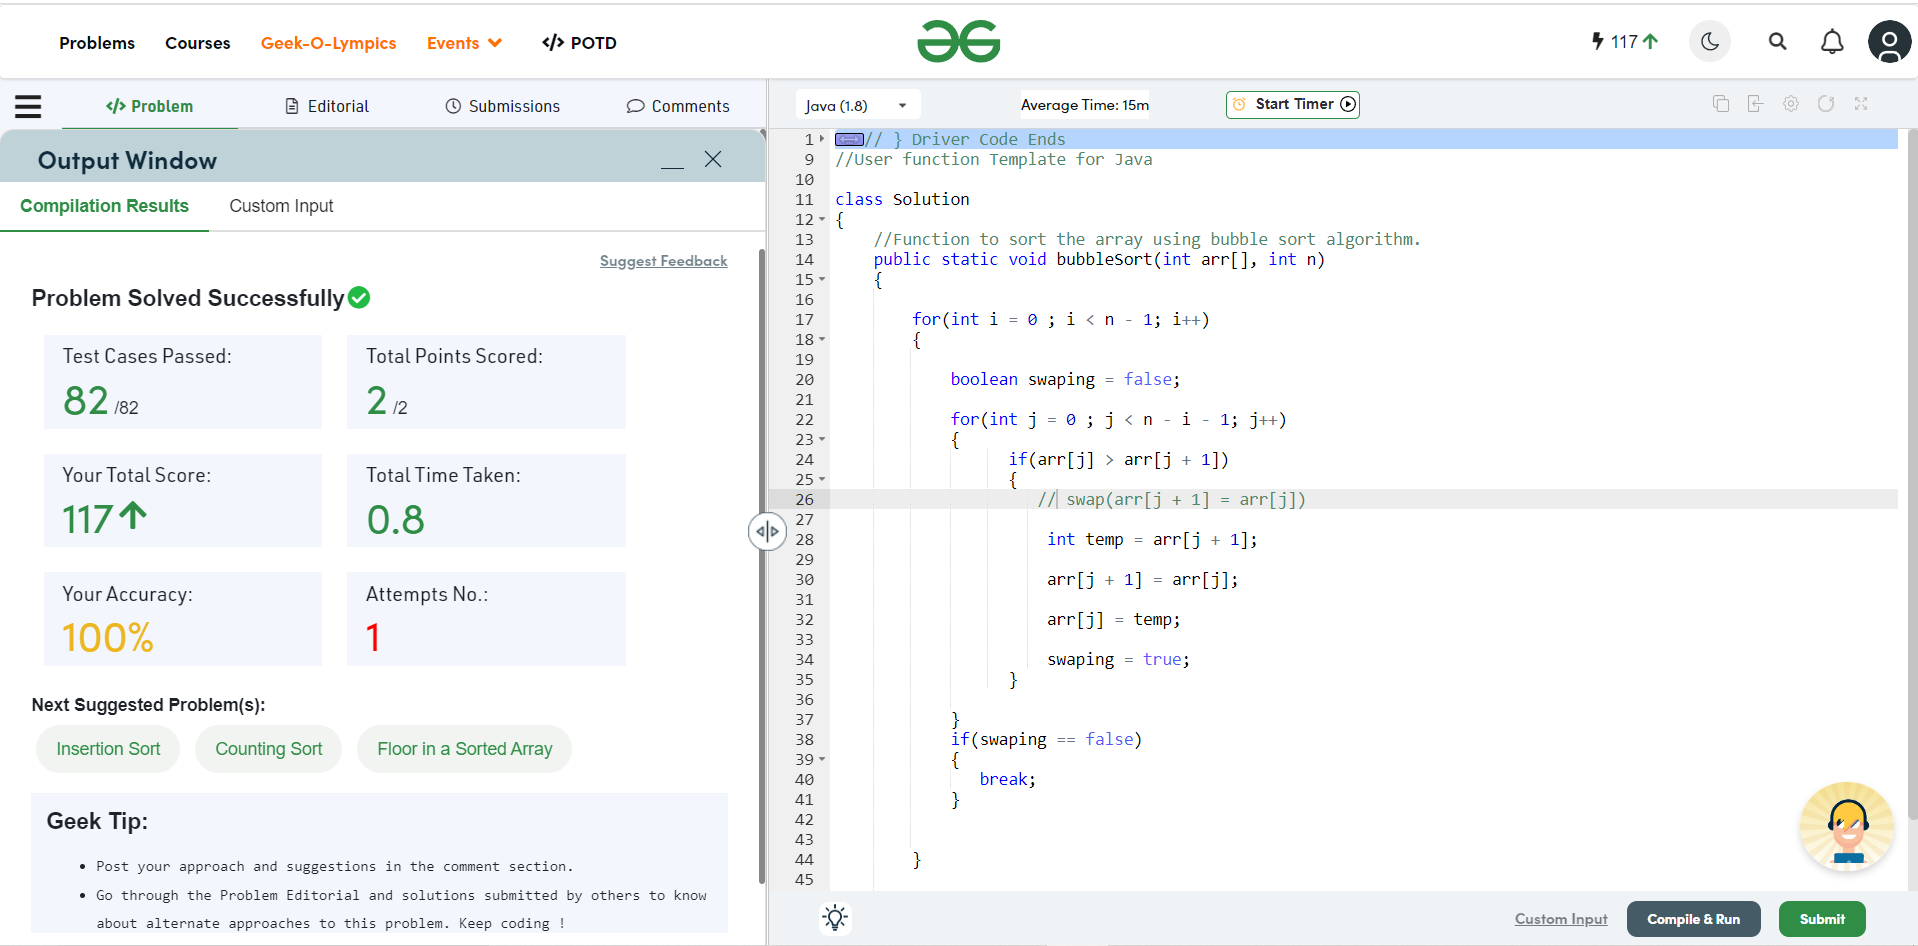 Problems Courses Geek-O-Lympics Events </> POTD 117
</> Problem Editorial Submissions Comments
Output Window
Compilation Results Custom Input
Suggest Feedback
Problem Solved Successfully
Test Cases Passed: Total Points Scored:
82 /82 2 /2
Your Total Score: Total Time Taken:
117 0.8
Your Accuracy: Attempts No.:
100% 1
Next Suggested Problem(s):
Insertion Sort Counting Sort Floor in a Sorted Array
Geek Tip:
• Post your approach and suggestions in the comment section.
• Go through the Problem Editorial and solutions submitted by others to know
about alternate approaches to this problem. Keep coding !
Java (1.8) Average Time: 15m Start Timer
1 // } Driver Code Ends
9 //User function Template for Java
10
11 class Solution
12 {
13 //Function to sort the array using bubble sort algorithm.
14 public static void bubbleSort(int arr[], int n)
15 {
16
17 for(int i = 0 ; i < n - 1; i++)
18 {
19
20 boolean swaping = false;
21
22 for(int j = 0 ; j < n - i - 1; j++)
23 {
24 if(arr[j] > arr[j + 1])
25 {
26 // swap(arr[j + 1] = arr[j])
27
28 int temp = arr[j + 1];
29
30 arr[j + 1] = arr[j];
31
32 arr[j] = temp;
33
34 swaping = true;
35 }
36
37 }
38 if(swaping == false)
39 {
40 break;
41 }
42
43
44 }
45
Custom Input Compile & Run Submit